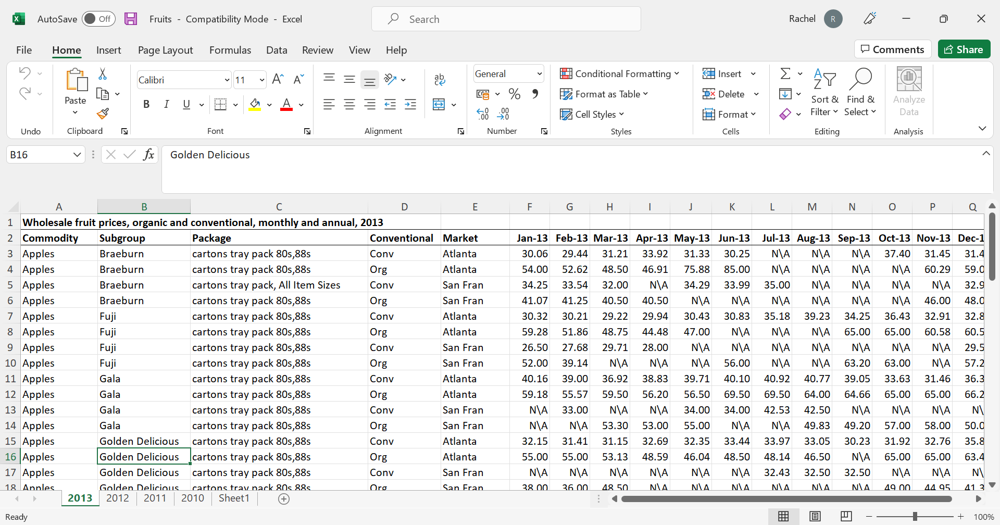 AutoSave Off Fruits - Compatibility Mode - Excel Search Rachel R
File Home Insert Page Layout Formulas Data Review View Help Comments Share
Calibri 11 General Conditional Formatting Insert
Paste B I U ab Format as Table Delete Sort & Filter Find & Select Analyze Data
Cell Styles Format
Undo Clipboard Font Alignment Number Styles Cells Editing Analysis
B16 fx Golden Delicious
A B C D E F G H I J K L M N O P Q
1 Wholesale fruit prices, organic and conventional, monthly and annual, 2013
2 Commodity Subgroup Package Conventional Market Jan-13 Feb-13 Mar-13 Apr-13 May-13 Jun-13 Jul-13 Aug-13 Sep-13 Oct-13 Nov-13 Dec-1
3 Apples Braeburn cartons tray pack 80s,88s Conv Atlanta 30.06 29.44 31.21 33.92 31.33 30.25 N\A N\A N\A 37.40 31.45 31.4
4 Apples Braeburn cartons tray pack 80s,88s Org Atlanta 54.00 52.62 48.50 46.91 75.88 85.00 N\A N\A N\A N\A 60.29 59.0
5 Apples Braeburn cartons tray pack, All Item Sizes Conv San Fran 34.25 33.54 32.00 N\A 34.29 33.99 35.00 N\A N\A N\A N\A 32.9
6 Apples Braeburn cartons tray pack 80s,88s Org San Fran 41.07 41.25 40.50 40.50 N\A N\A N\A N\A N\A N\A 46.00 48.0
7 Apples Fuji cartons tray pack 80s,88s Conv Atlanta 30.32 30.21 29.22 29.94 30.43 30.83 35.18 39.23 34.25 36.43 32.91 32.8
8 Apples Fuji cartons tray pack 80s,88s Org Atlanta 59.28 51.86 48.75 44.48 47.00 N\A N\A N\A 65.00 65.00 60.58 60.5
9 Apples Fuji cartons tray pack 80s,88s Conv San Fran 26.50 27.68 29.71 28.00 N\A N\A N\A N\A N\A N\A N\A 29.5
10 Apples Fuji cartons tray pack 80s,88s Org San Fran 52.00 39.14 N\A N\A N\A 56.00 N\A N\A 63.20 63.00 N\A 57.2
11 Apples Gala cartons tray pack 80s,88s Conv Atlanta 40.16 39.00 36.92 38.83 39.71 40.10 40.92 40.77 39.05 33.63 31.46 36.3
12 Apples Gala cartons tray pack 80s,88s Org Atlanta 59.18 55.57 59.50 56.20 56.50 69.50 69.50 64.00 64.66 65.00 65.00 66.2
13 Apples Gala cartons tray pack 80s,88s Conv San Fran N\A 33.00 N\A N\A 34.00 34.00 42.53 42.50 N\A N\A N\A N\
14 Apples Gala cartons tray pack 80s,88s Org San Fran N\A N\A 53.30 53.00 55.00 N\A N\A 49.83 49.20 57.00 58.00 50.0
15 Apples Golden Delicious cartons tray pack 80s,88s Conv Atlanta 32.15 31.41 31.15 32.69 32.35 33.44 33.97 33.05 30.23 31.92 32.76 35.8
16 Apples Golden Delicious cartons tray pack 80s,88s Org Atlanta 55.00 55.00 53.13 48.59 46.04 48.50 48.14 46.50 N\A 65.00 65.00 63.4
17 Apples Golden Delicious cartons tray pack 80s,88s Conv San Fran N\A N\A N\A N\A N\A N\A 32.43 32.50 32.50 N\A N\A N\
18 Apples Golden Delicious cartons tray pack 80s,88s Org San Fran 38.00 36.00 48.50 N\A N\A N\A N\A N\A N\A 49.00 44.95 41.3
2013 2012 2011 2010 Sheet1
Ready 100%